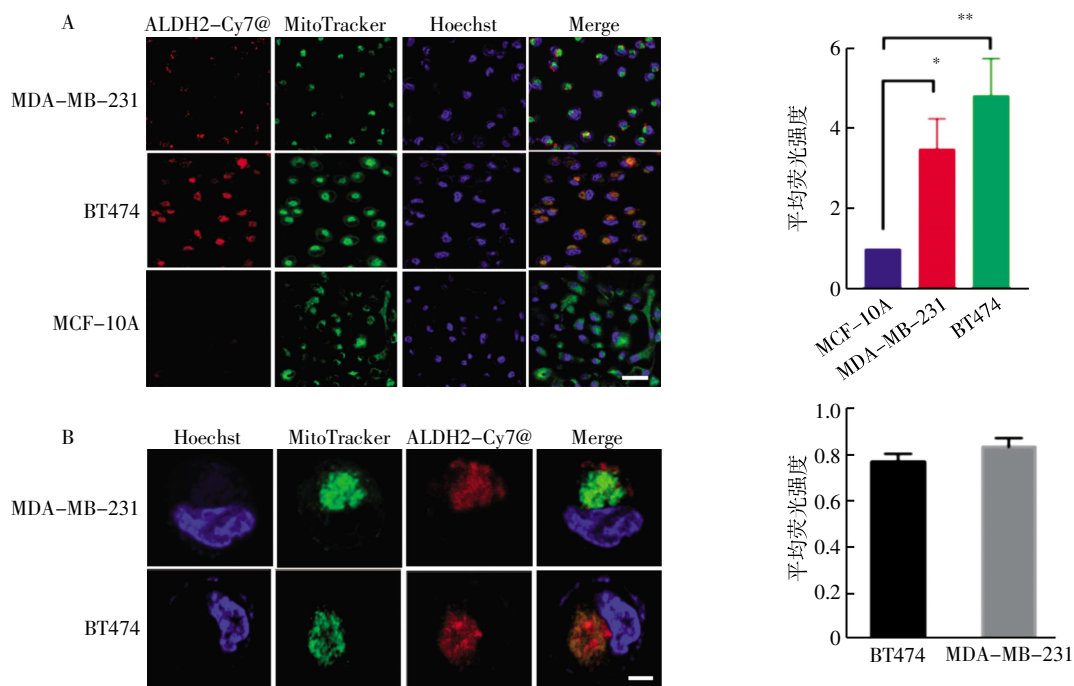 A
ALDH2-Cy7@ MitoTracker Hoechst Merge
MDA-MB-231
BT474
MCF-10A
平均荧光强度
6
4
2
0
*
**
MCF-10A
MDA-MB-231
BT474
B
Hoechst MitoTracker ALDH2-Cy7@ Merge
MDA-MB-231
BT474
平均荧光强度
1.0
0.8
0.6
0.4
0.2
0
BT474 MDA-MB-231